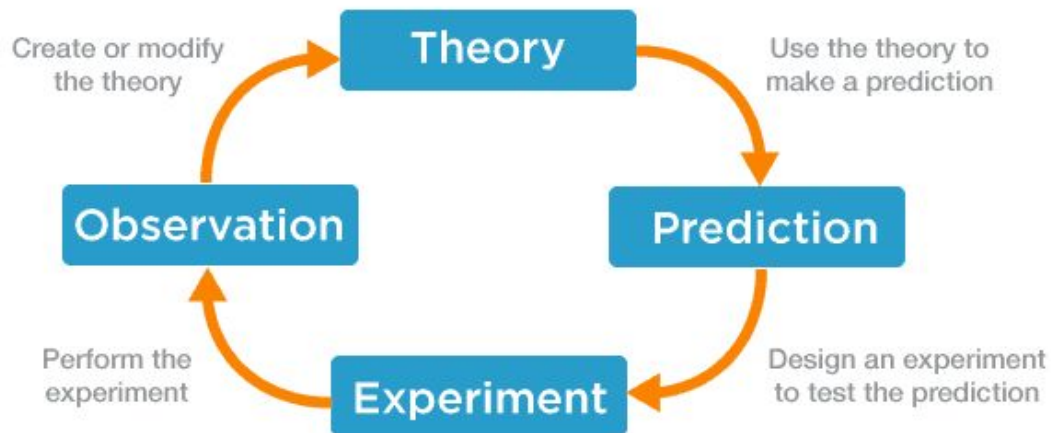 Theory
Use the theory to
make a prediction
Prediction
Design an experiment
to test the prediction
Experiment
Perform the
experiment
Observation
Create or modify
the theory